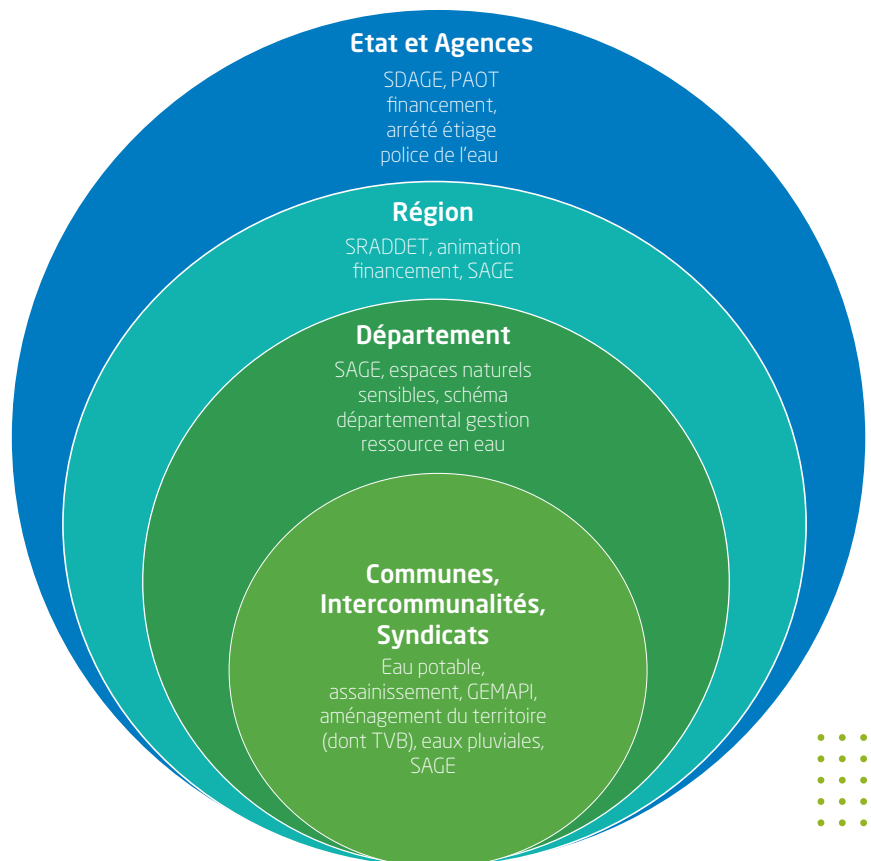 Etat et Agences
SDAGE, PAOT
financement,
arrété étiage
police de l'eau
Région
SRADDET, animation
financement, SAGE
Département
SAGE, espaces naturels
sensibles, schéma
départemental gestion
ressource en eau
Communes,
Intercommunalités,
Syndicats
Eau potable,
assainissement, GEMAPI,
aménagement du territoire
(dont TVB), eaux pluviales,
SAGE